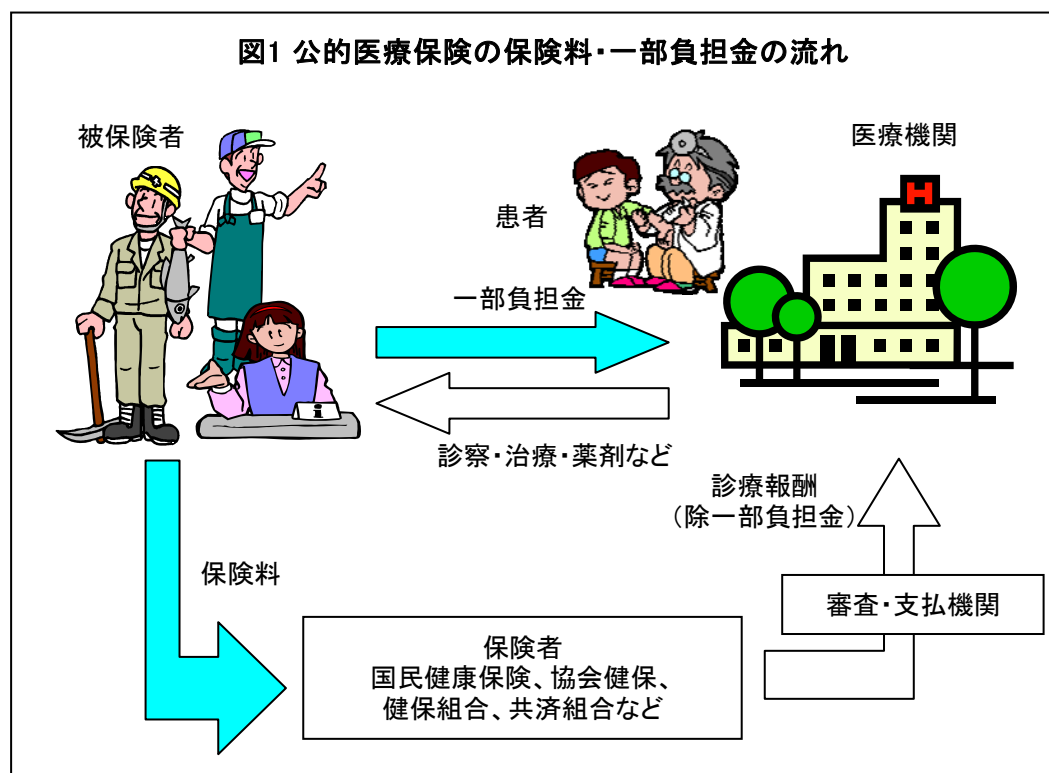 図1 公的医療保険の保険料・一部負担金の流れ
被保険者
医療機関
患者
一部負担金
診察・治療・薬剤など
診療報酬
（除一部負担金）
保険料
審査・支払機関
保険者
国民健康保険、協会健保、
健保組合、共済組合など
H
i